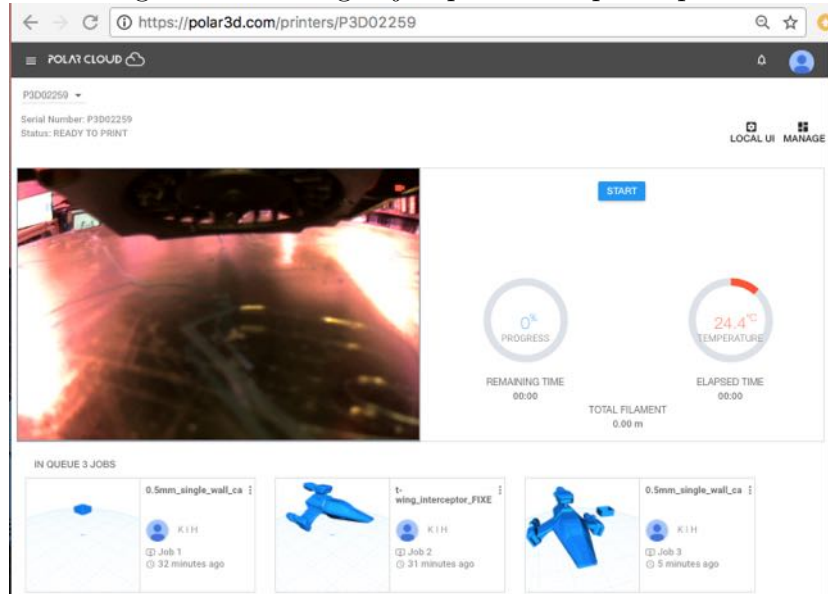 https://polar3d.com/printers/P3D02259
POLAR CLOUD
P3D02259
Serial Number: P3D02259
Status: READY TO PRINT
LOCAL UI MANAGE
START
0%
PROGRESS
24.4°C
TEMPERATURE
REMAINING TIME
00:00
ELAPSED TIME
00:00
TOTAL FILAMENT
0.00 m
IN QUEUE 3 JOBS
0.5mm_single_wall_ca
K I H
Job 1
32 minutes ago
t-
wing_interceptor_FIXE
K I H
Job 2
31 minutes ago
0.5mm_single_wall_ca
K I H
Job 3
5 minutes ago